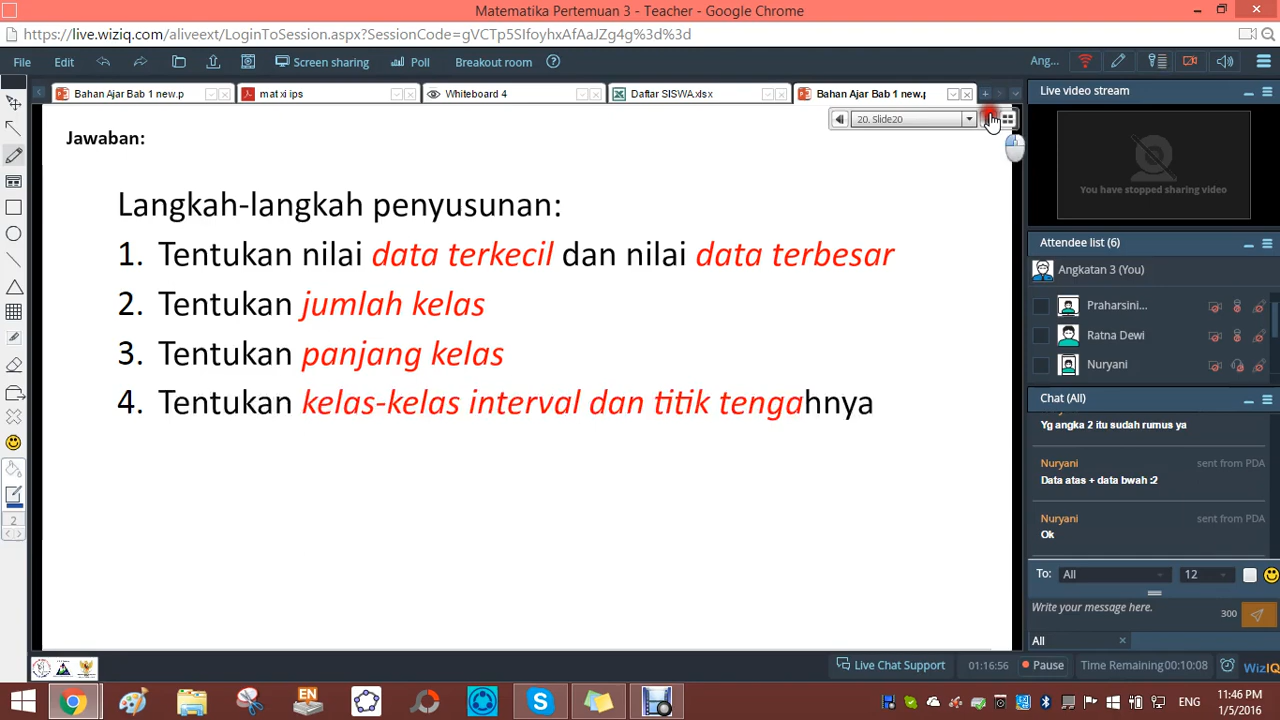 Matematika Pertemuan 3 - Teacher - Google Chrome
https://live.wiziq.com/aliveext/LoginToSession.aspx?SessionCode=gVCTp5SIfoyhxAfAaJZg4g%3d%3d
File Edit Screen sharing Poll Breakout room Ang...
Bahan Ajar Bab 1 new.p
mat xi ips
Whiteboard 4
Daftar SISWA.xlsx
Bahan Ajar Bab 1 new.p
20. Slide20
Jawaban:
Langkah-langkah penyusunan:
1. Tentukan nilai data terkecil dan nilai data terbesar
2. Tentukan jumlah kelas
3. Tentukan panjang kelas
4. Tentukan kelas-kelas interval dan titik tengahnya
2
Live video stream
You have stopped sharing video
Attendee list (6)
Angkatan 3 (You)
Praharsini...
Ratna Dewi
Nuryani
Chat (All)
Yg angka 2 itu sudah rumus ya
Nuryani sent from PDA
Data atas + data bwah :2
Nuryani sent from PDA
Ok
To: All 12
Write your message here. 300
All
Live Chat Support 01:16:56 Pause Time Remaining 00:10:08 WizIQ
EN
ENG
11:46 PM
1/5/2016